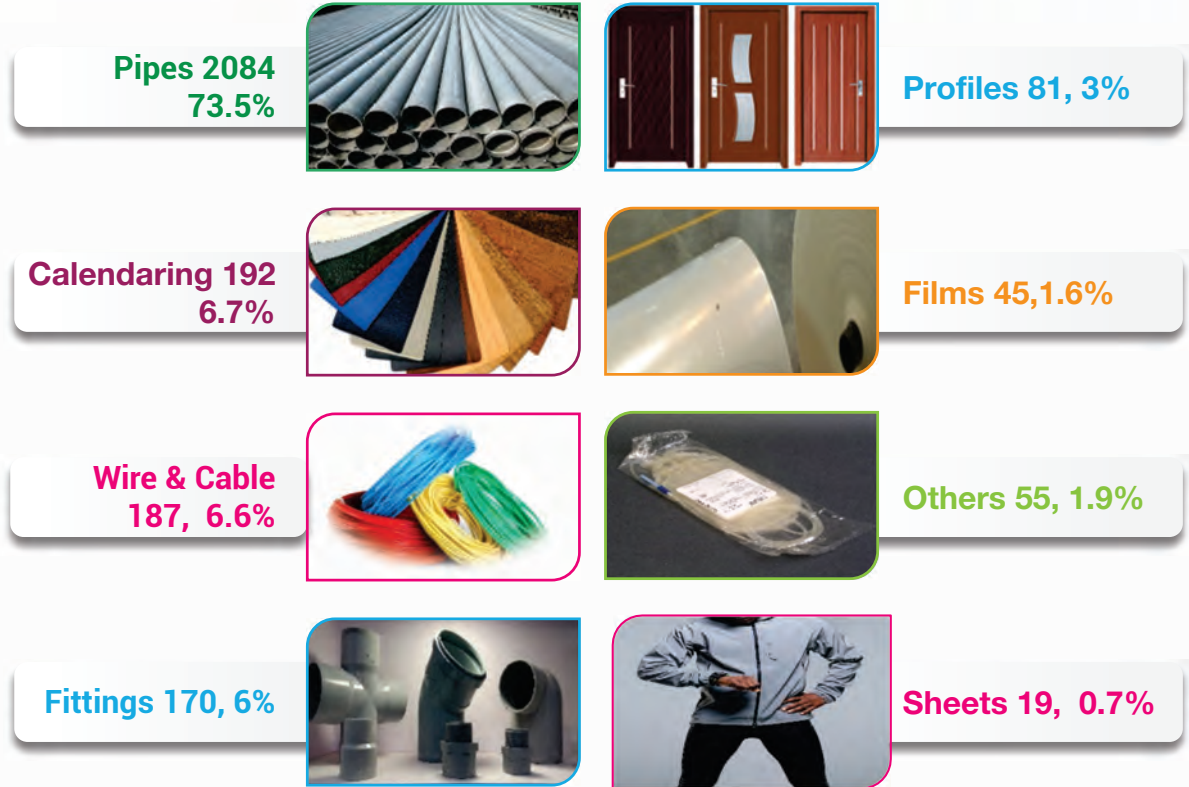 Pipes 2084
73.5%
Profiles 81, 3%
Calendaring 192
6.7%
Films 45,1.6%
Wire & Cable
187, 6.6%
Others 55, 1.9%
Fittings 170, 6%
Sheets 19, 0.7%